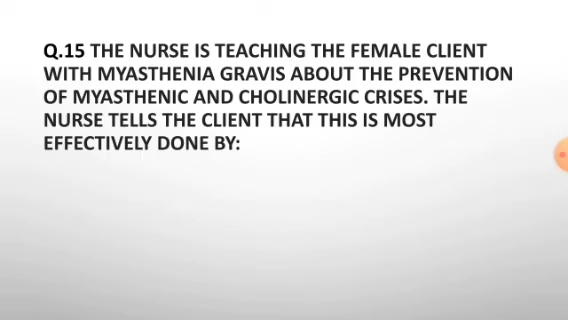 Q.15 THE NURSE IS TEACHING THE FEMALE CLIENT
WITH MYASTHENIA GRAVIS ABOUT THE PREVENTION
OF MYASTHENIC AND CHOLINERGIC CRISES. THE
NURSE TELLS THE CLIENT THAT THIS IS MOST
EFFECTIVELY DONE BY: